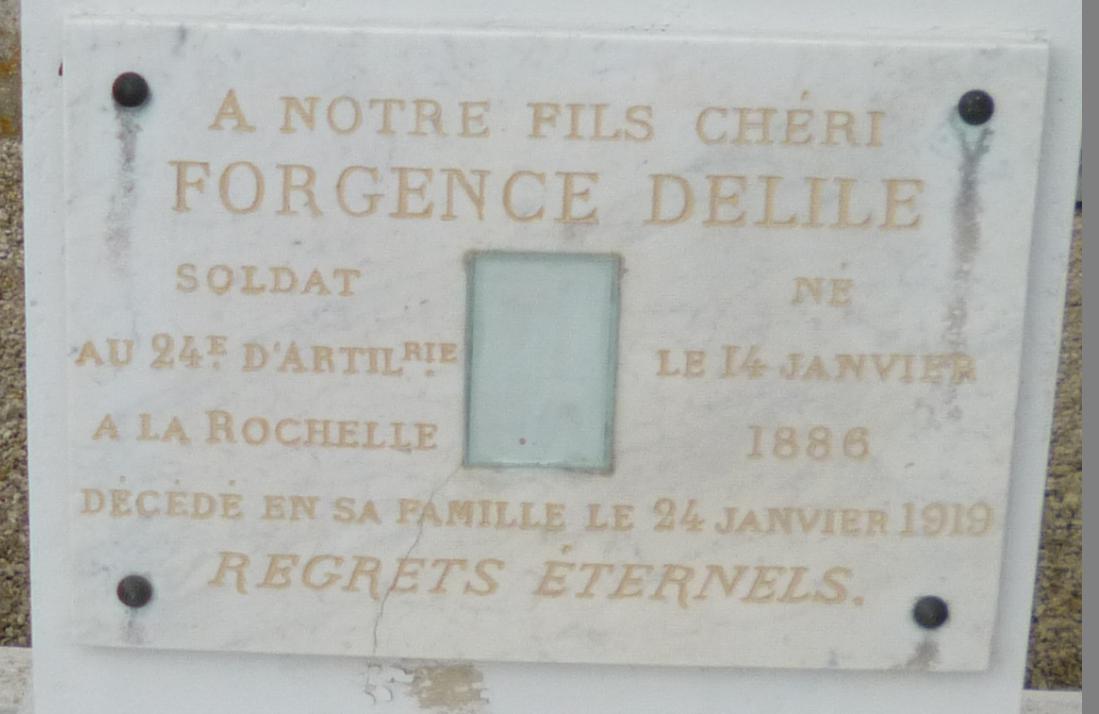 A NOTRE FILS CHÉRI
FORGENCE DELILE
SOLDAT
AU 24E D'ARTILRIE
A LA ROCHELLE
NÉ
LE 14 JANVIER
1886
DÉCÉDÉ EN SA FAMILLE LE 24 JANVIER 1919
REGRETS ÉTERNELS.